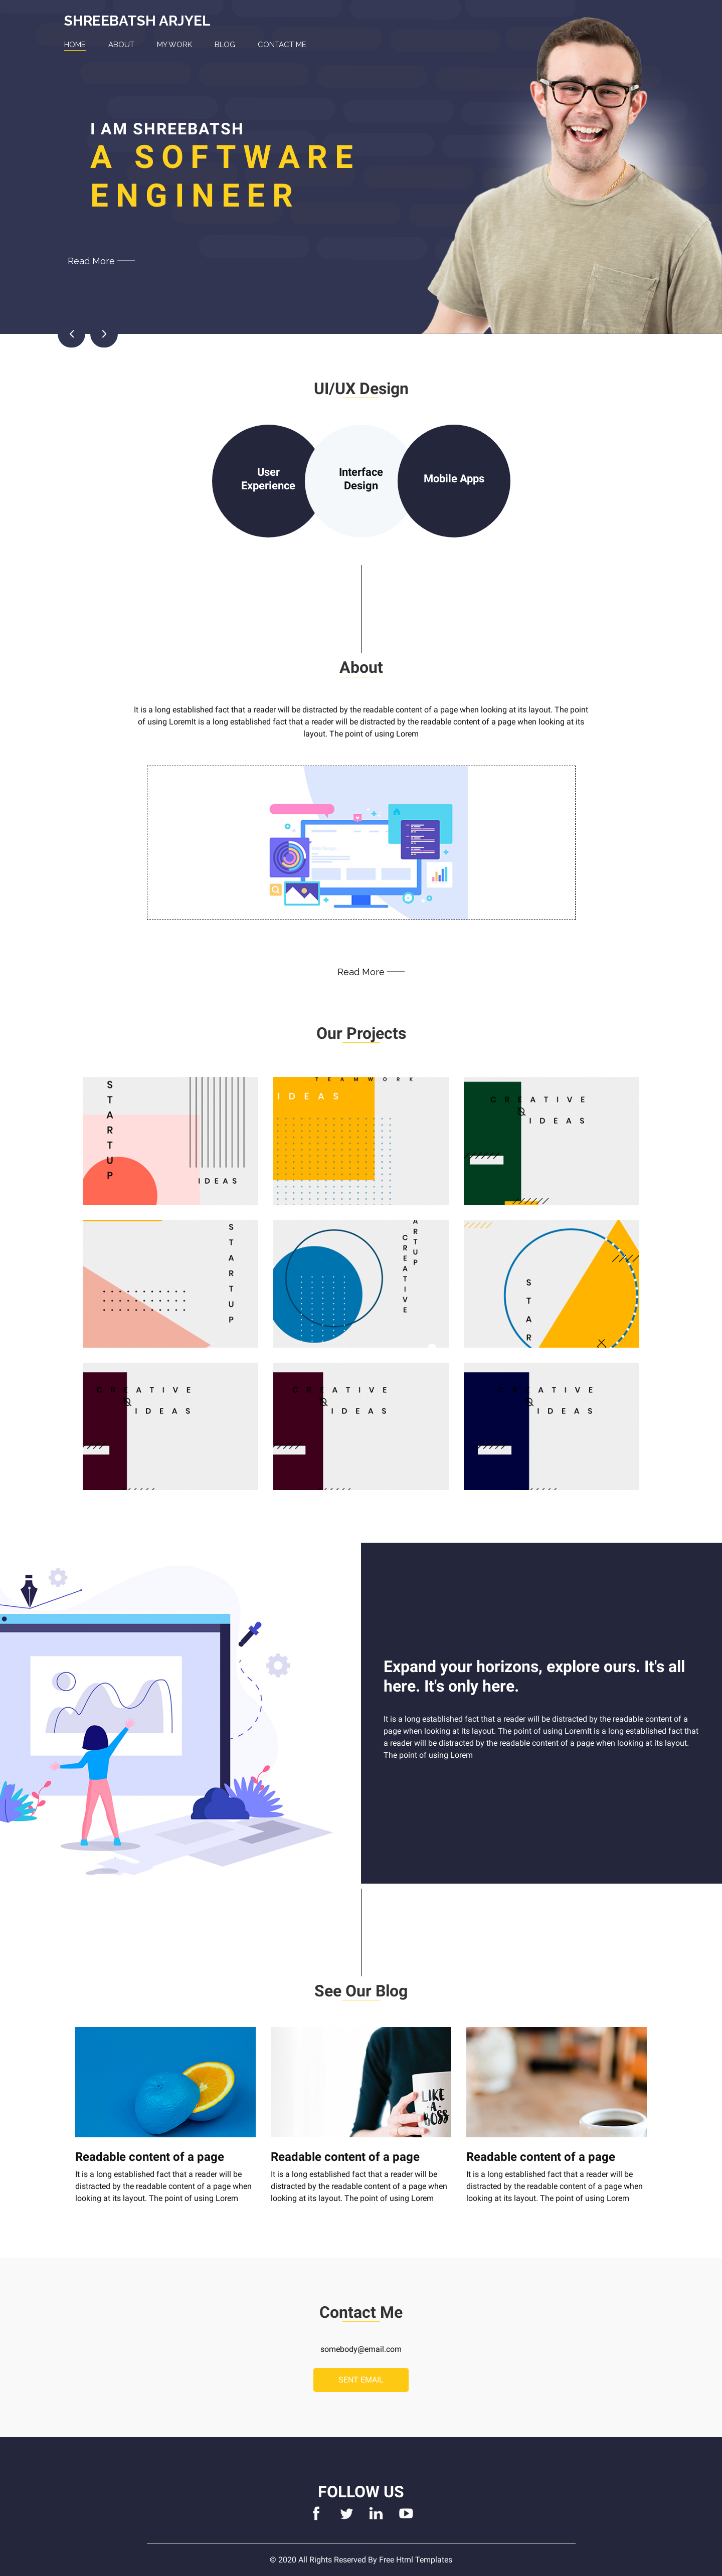 SHREEBATSH ARJYEL
HOME ABOUT MY WORK BLOG CONTACT ME
I AM SHREEBATSH
A SOFTWARE
ENGINEER
Read More
UI/UX Design
User
Experience
Interface
Design
Mobile Apps
About
It is a long established fact that a reader will be distracted by the readable content of a page when looking at its layout. The point
of using LoremIt is a long established fact that a reader will be distracted by the readable content of a page when looking at its
layout. The point of using Lorem
Read More
Our Projects
STARTUP
IDEAS
TEAMWORK
IDEAS
CREATIVE
&
IDEAS
STARTUP
CREATIVE
ARTUP
STAR
CREATIVE
&
IDEAS
CREATIVE
&
IDEAS
ATIVE
&
IDEAS
Expand your horizons, explore ours. It's all
here. It's only here.
It is a long established fact that a reader will be distracted by the readable content of a
page when looking at its layout. The point of using LoremIt is a long established fact that
a reader will be distracted by the readable content of a page when looking at its layout.
The point of using Lorem
See Our Blog
LIKE
A
BOSS
Readable content of a page
It is a long established fact that a reader will be
distracted by the readable content of a page when
looking at its layout. The point of using Lorem
Readable content of a page
It is a long established fact that a reader will be
distracted by the readable content of a page when
looking at its layout. The point of using Lorem
Readable content of a page
It is a long established fact that a reader will be
distracted by the readable content of a page when
looking at its layout. The point of using Lorem
Contact Me
somebody@email.com
SENT EMAIL
FOLLOW US
© 2020 All Rights Reserved By Free Html Templates